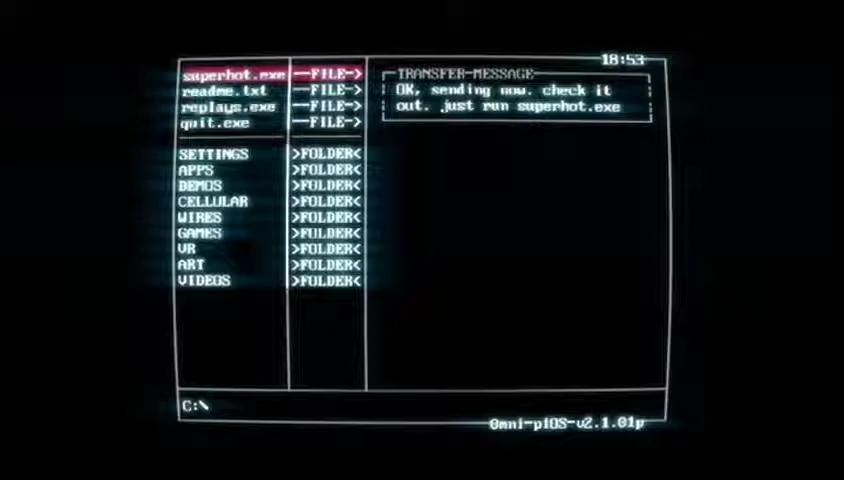 18:53
superhot.exe —FILE—>
readme.txt —FILE—>
replays.exe —FILE—>
quit.exe —FILE—>
SETTINGS >FOLDER<
APPS >FOLDER<
DEMOS >FOLDER<
CELLULAR >FOLDER<
WIRES >FOLDER<
GAMES >FOLDER<
VR >FOLDER<
ART >FOLDER<
VIDEOS >FOLDER<
TRANSFER-MESSAGE
OK, sending now. check it
out. just run superhot.exe
C:\
Omni-pIOS-v2.1.01p